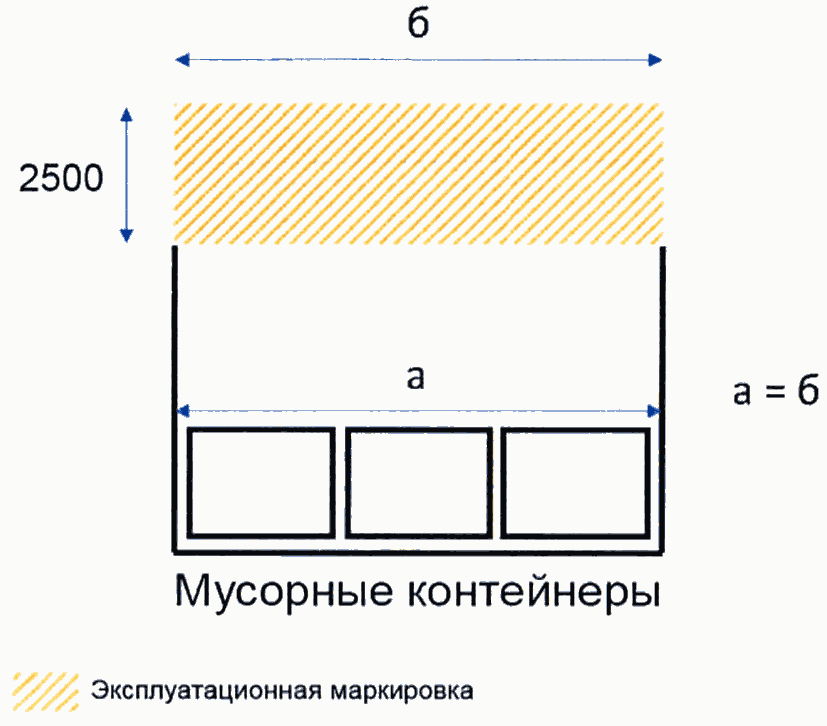 б
2500
а
а = б
Мусорные контейнеры
Эксплуатационная маркировка